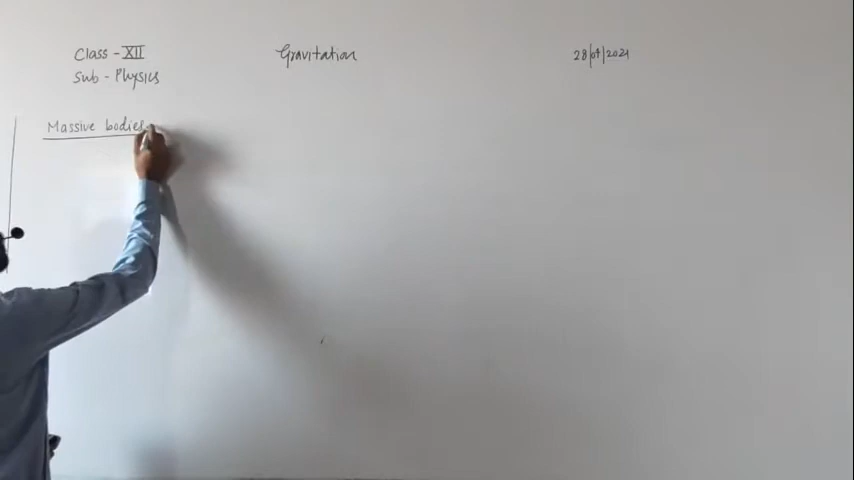 Class - XII
Gravitation
28/07/2021
Sub - Physics
Massive bodies